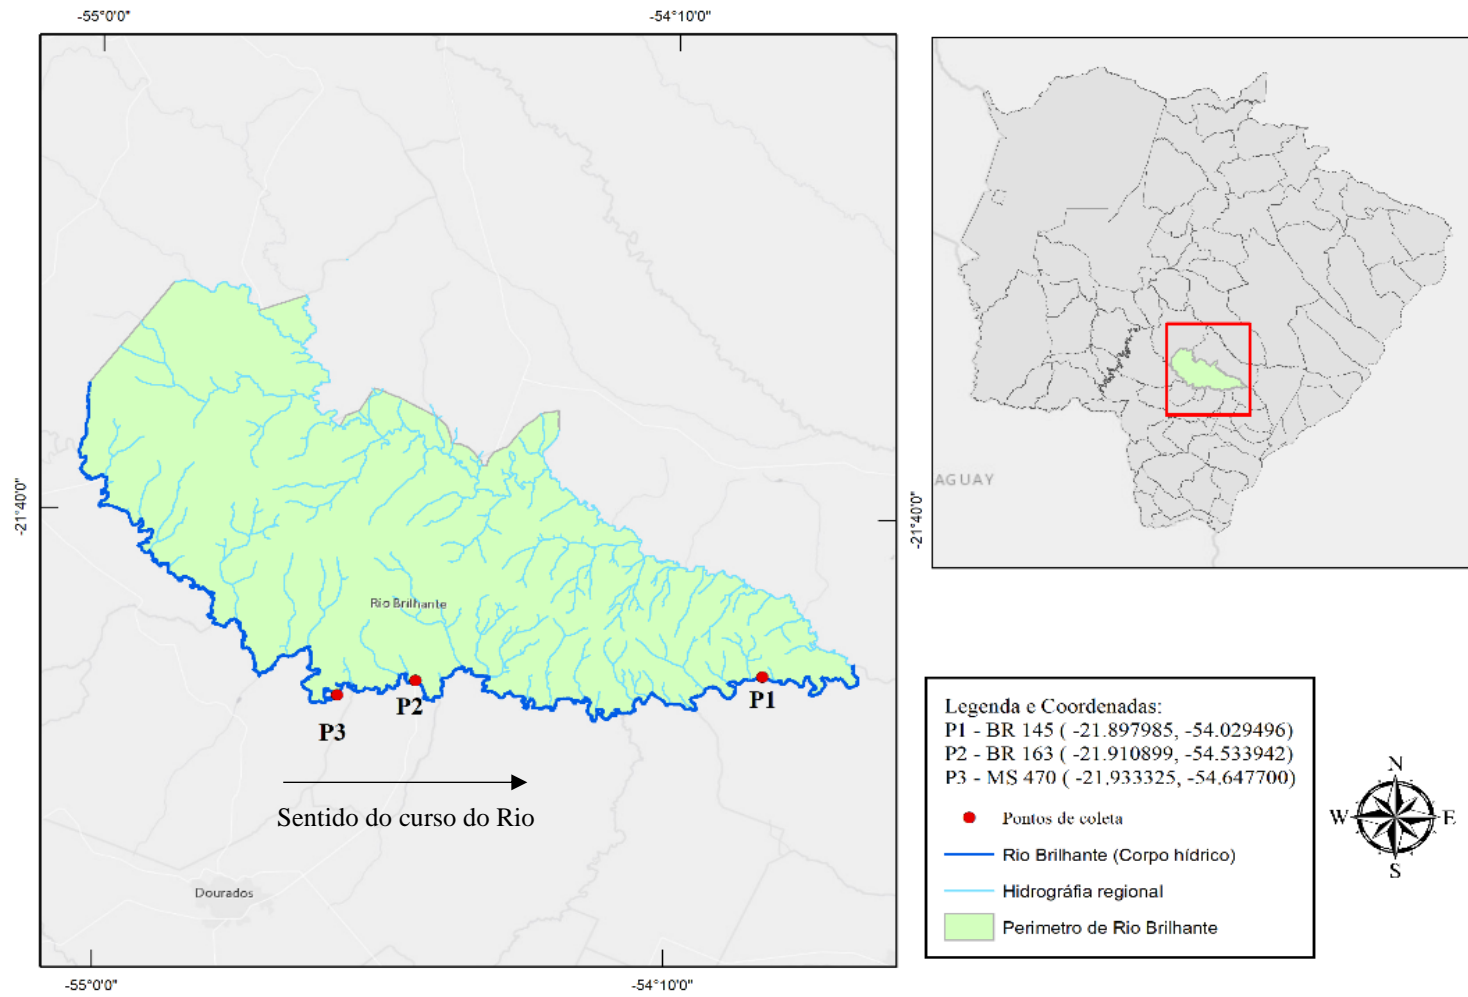 -55°0'0"
-54°10'0"
-21°40'0"
Rio Brilhante
P1
P2
P3
Sentido do curso do Rio
Dourados
-55°0'0"
-54°10'0"
AGUAY
-21°40'0"
Legenda e Coordenadas:
P1 - BR 145 ( -21.897985, -54.029496)
P2 - BR 163 ( -21.910899, -54.533942)
P3 - MS 470 ( -21,933325, -54,647700)
Pontos de coleta
Rio Brilhante (Corpo hídrico)
Hidrográfia regional
Perimetro de Rio Brilhante
N
W
E
S